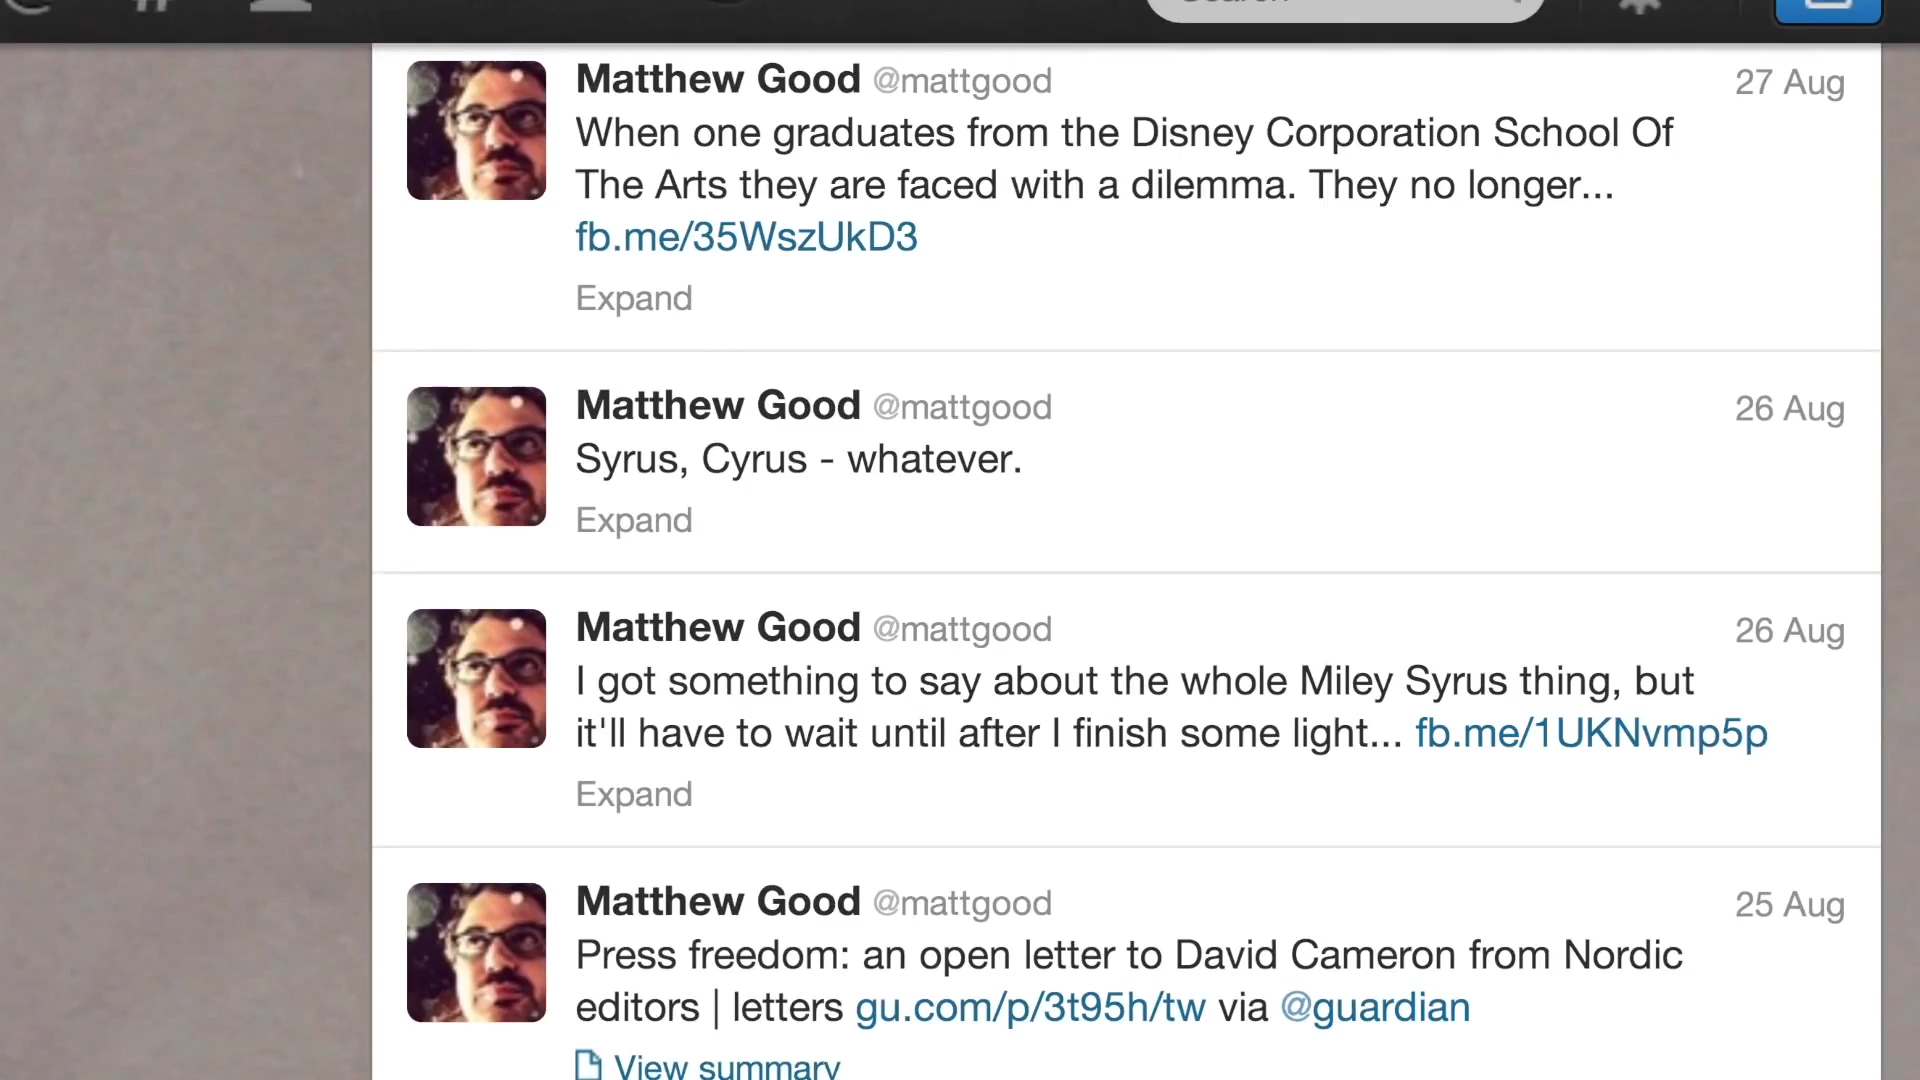 Matthew Good @mattgood 27 Aug
When one graduates from the Disney Corporation School Of
The Arts they are faced with a dilemma. They no longer...
fb.me/35WszUkD3
Expand
Matthew Good @mattgood 26 Aug
Syrus, Cyrus - whatever.
Expand
Matthew Good @mattgood 26 Aug
I got something to say about the whole Miley Syrus thing, but
it'll have to wait until after I finish some light... fb.me/1UKNvmp5p
Expand
Matthew Good @mattgood 25 Aug
Press freedom: an open letter to David Cameron from Nordic
editors | letters gu.com/p/3t95h/tw via @guardian
View summary